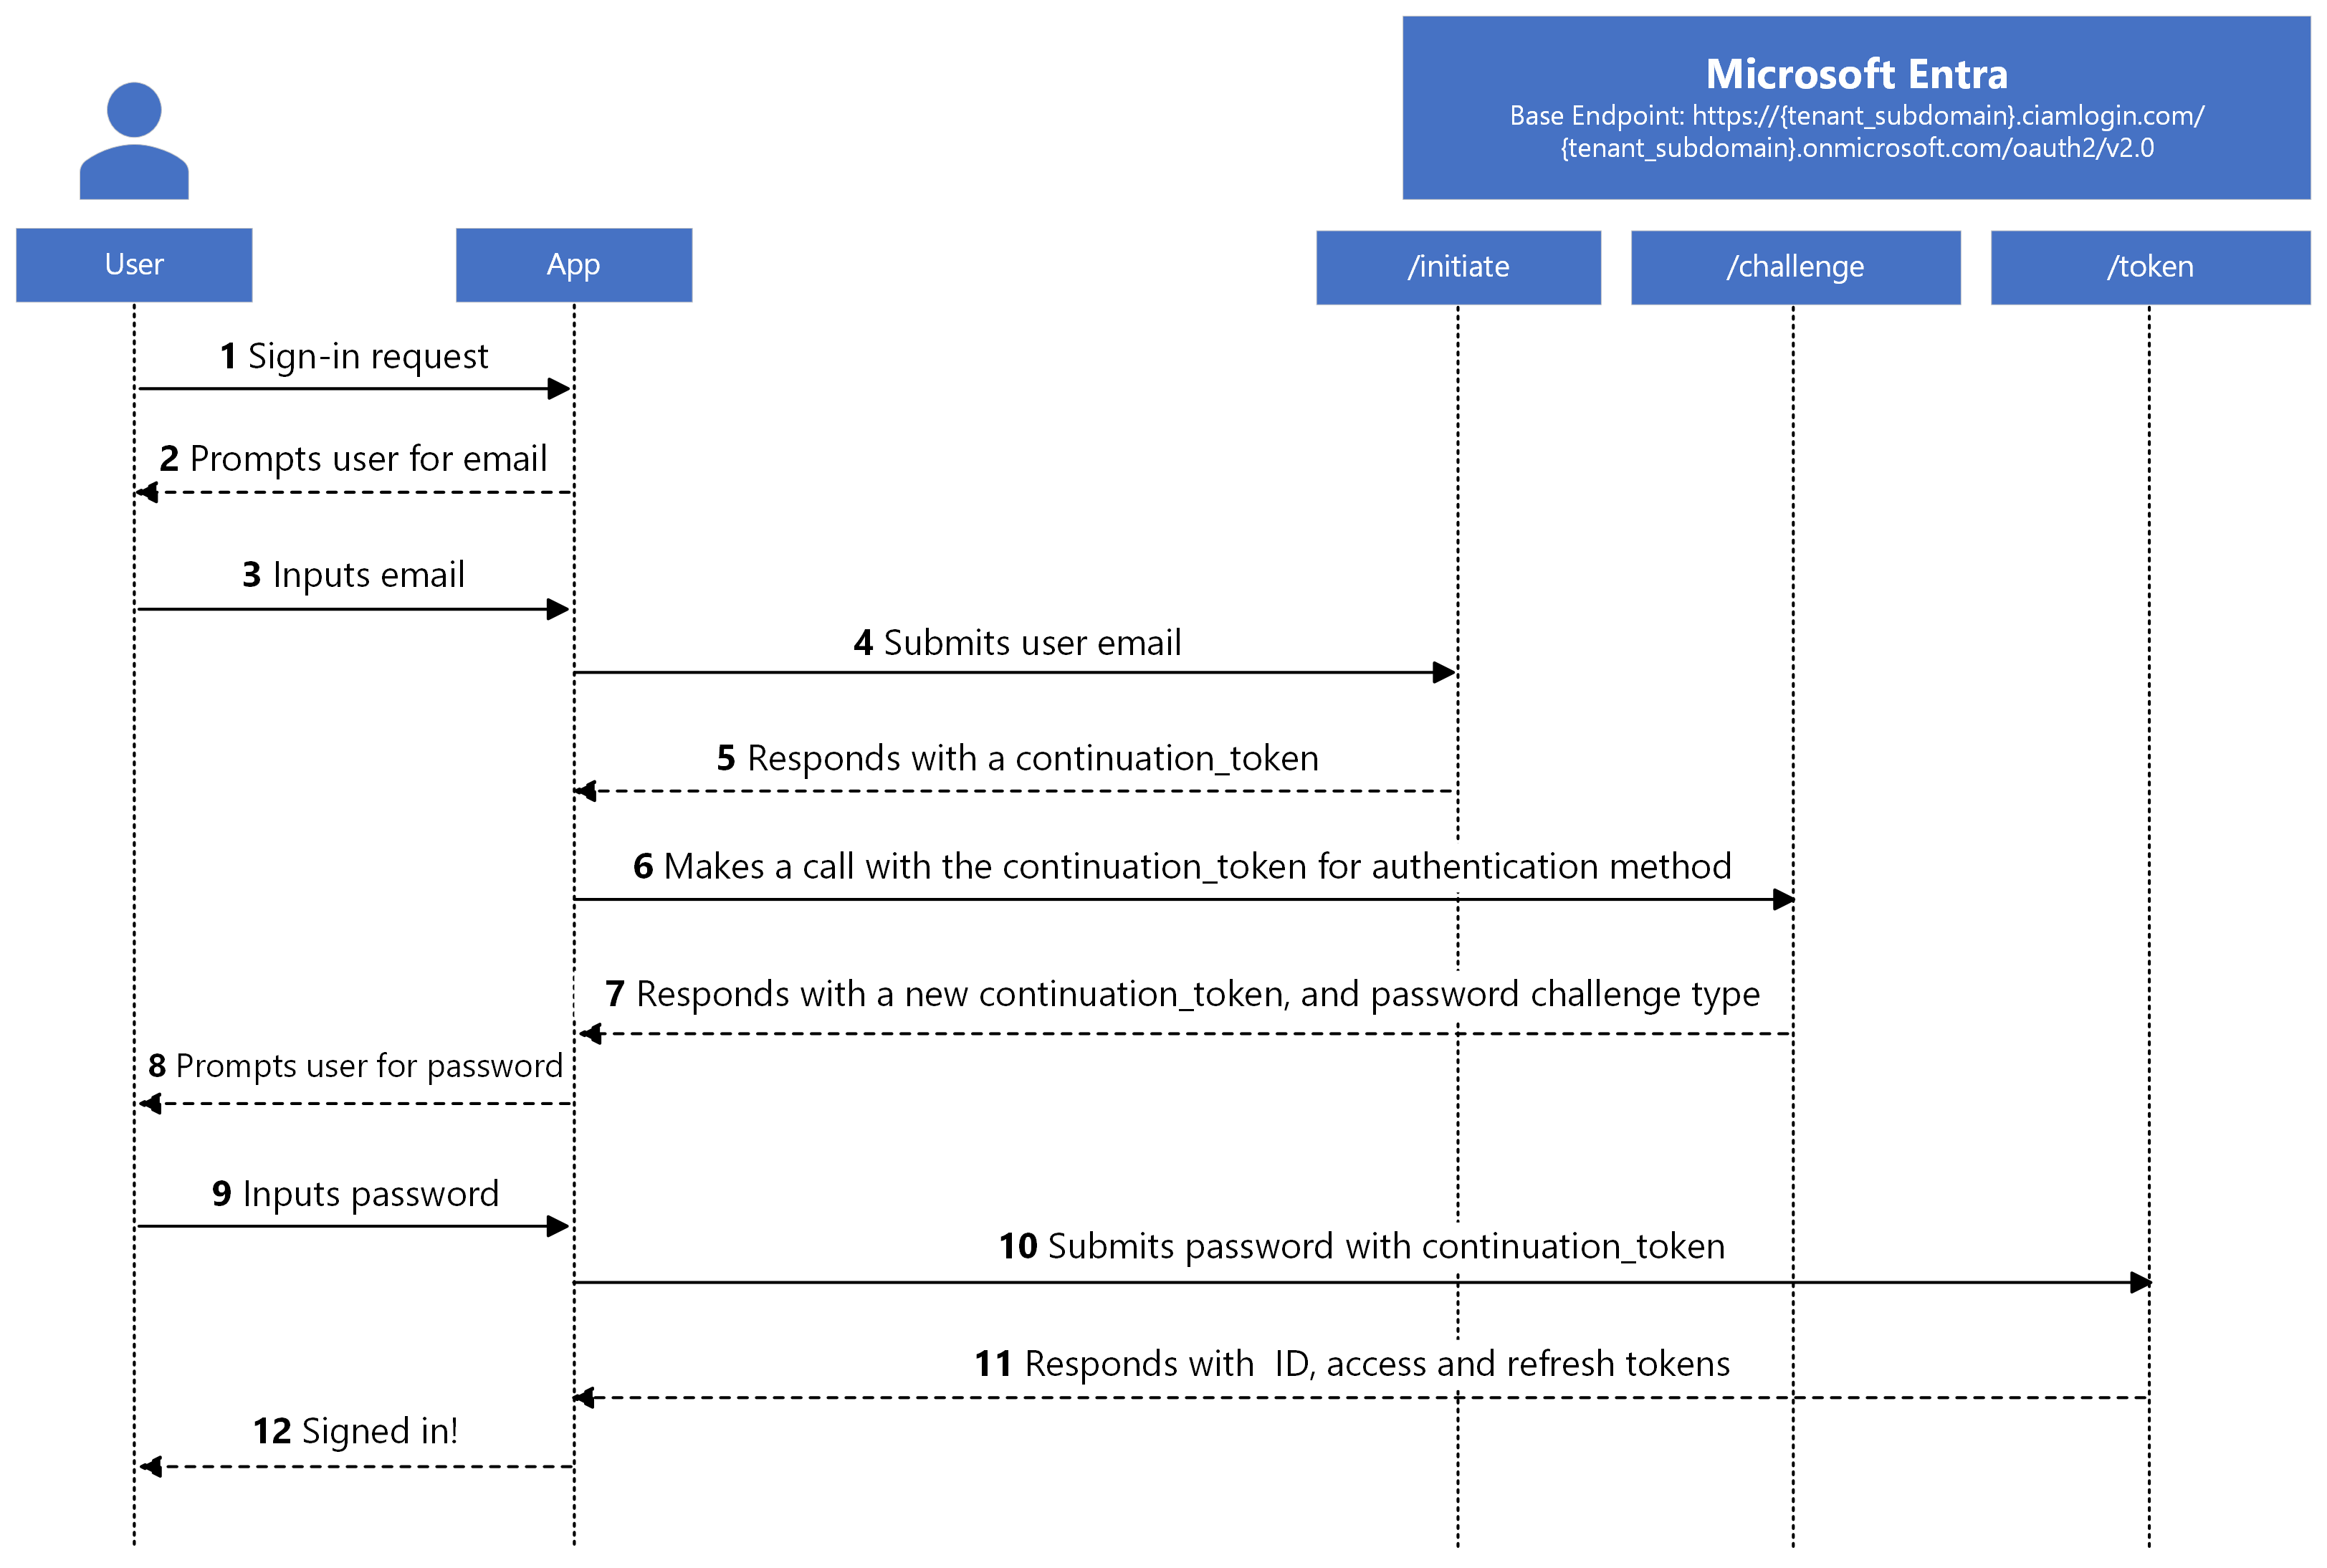 Microsoft Entra
Base Endpoint: https://{tenant_subdomain}.ciamlogin.com/
{tenant_subdomain}.onmicrosoft.com/oauth2/v2.0
User
App
/initiate
/challenge
/token
1 Sign-in request
2 Prompts user for email
3 Inputs email
4 Submits user email
5 Responds with a continuation_token
6 Makes a call with the continuation_token for authentication method
7 Responds with a new continuation_token, and password challenge type
8 Prompts user for password
9 Inputs password
10 Submits password with continuation_token
11 Responds with  ID, access and refresh tokens
12 Signed in!